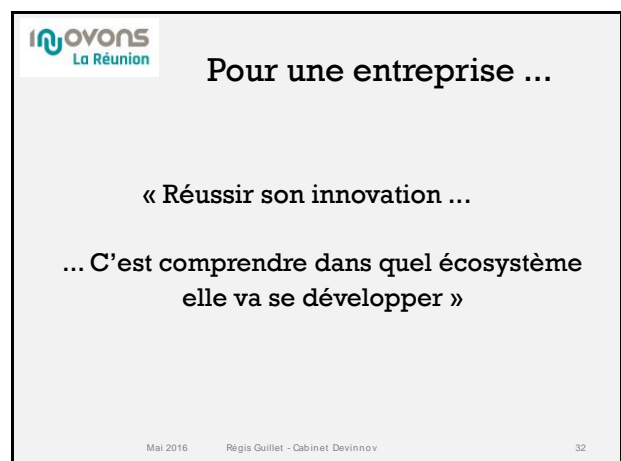 INOVONS
La Réunion
Pour une entreprise ...
« Réussir son innovation ...
... C’est comprendre dans quel écosystème
elle va se développer »
Mai 2016 Régis Guillet - Cabinet Devinnov 32